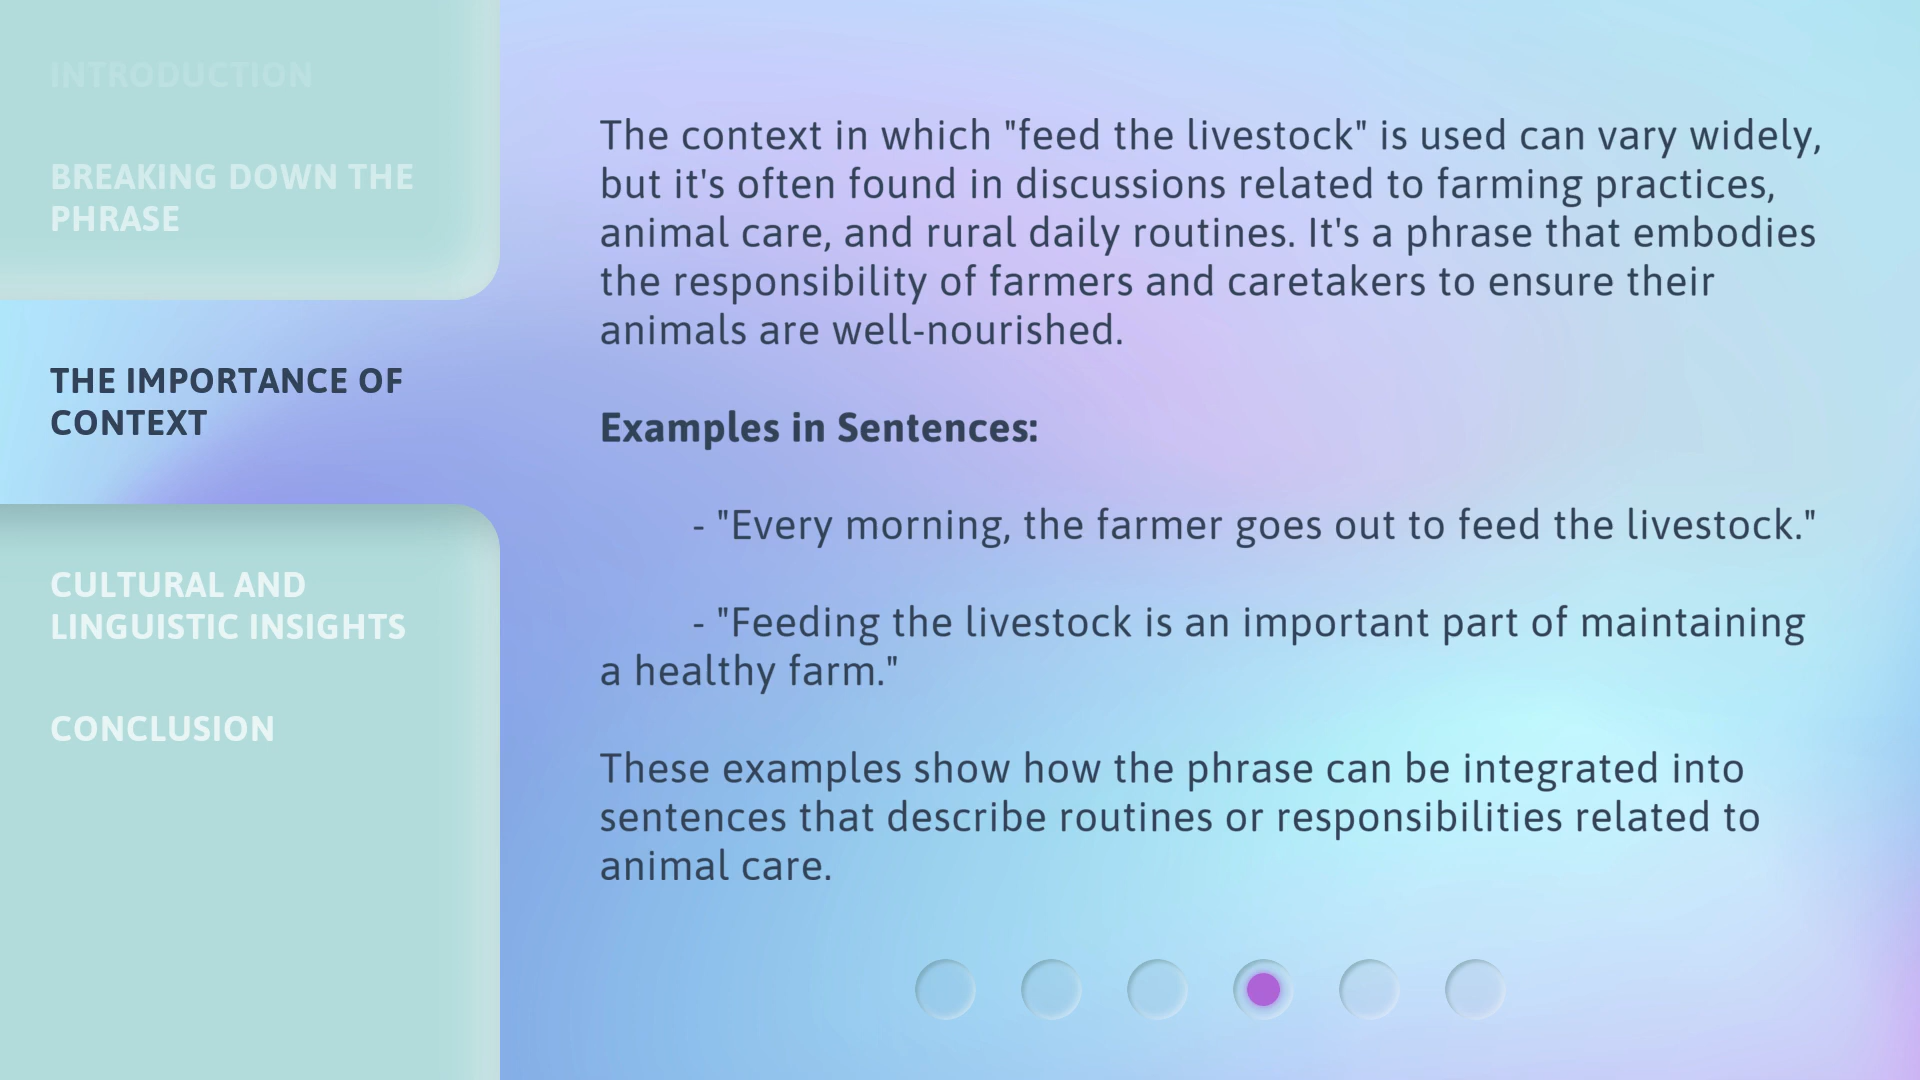 INTRODUCTION
BREAKING DOWN THE
PHRASE
THE IMPORTANCE OF
CONTEXT
CULTURAL AND
LINGUISTIC INSIGHTS
CONCLUSION
The context in which "feed the livestock" is used can vary widely,
but it's often found in discussions related to farming practices,
animal care, and rural daily routines. It's a phrase that embodies
the responsibility of farmers and caretakers to ensure their
animals are well-nourished.
Examples in Sentences:
- "Every morning, the farmer goes out to feed the livestock."
- "Feeding the livestock is an important part of maintaining
a healthy farm."
These examples show how the phrase can be integrated into
sentences that describe routines or responsibilities related to
animal care.